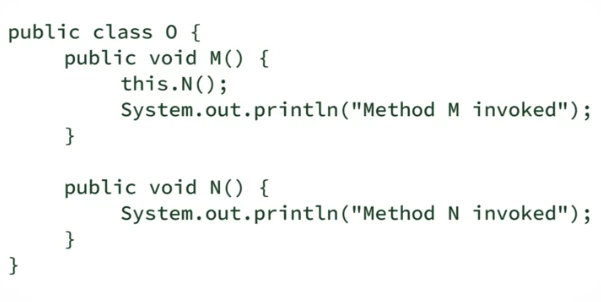 public class O {
    public void M() {
        this.N();
        System.out.println("Method M invoked");
    }

    public void N() {
        System.out.println("Method N invoked");
    }
}